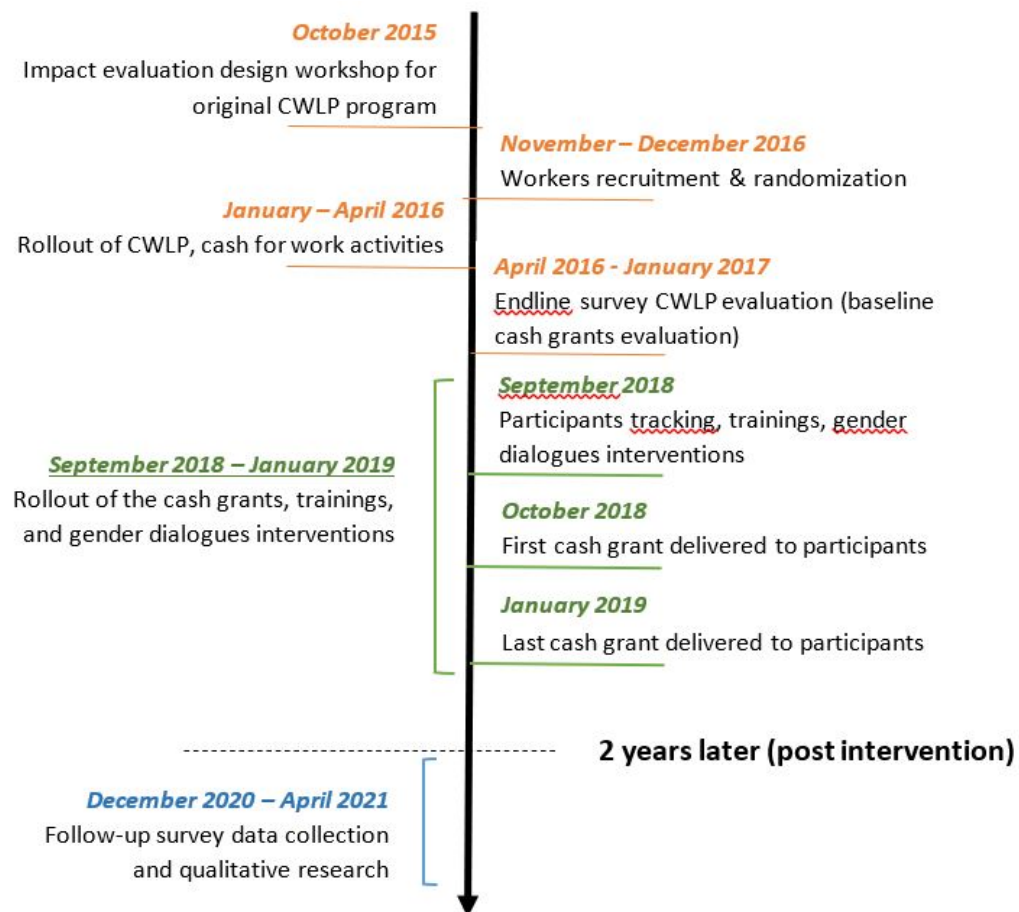 October 2015
Impact evaluation design workshop for
original CWLP program
November – December 2016
Workers recruitment & randomization
January – April 2016
Rollout of CWLP, cash for work activities
April 2016 - January 2017
Endline survey CWLP evaluation (baseline
cash grants evaluation)
September 2018
Participants tracking, trainings, gender
dialogues interventions
September 2018 – January 2019
Rollout of the cash grants, trainings,
and gender dialogues interventions
October 2018
First cash grant delivered to participants
January 2019
Last cash grant delivered to participants
2 years later (post intervention)
December 2020 – April 2021
Follow-up survey data collection
and qualitative research